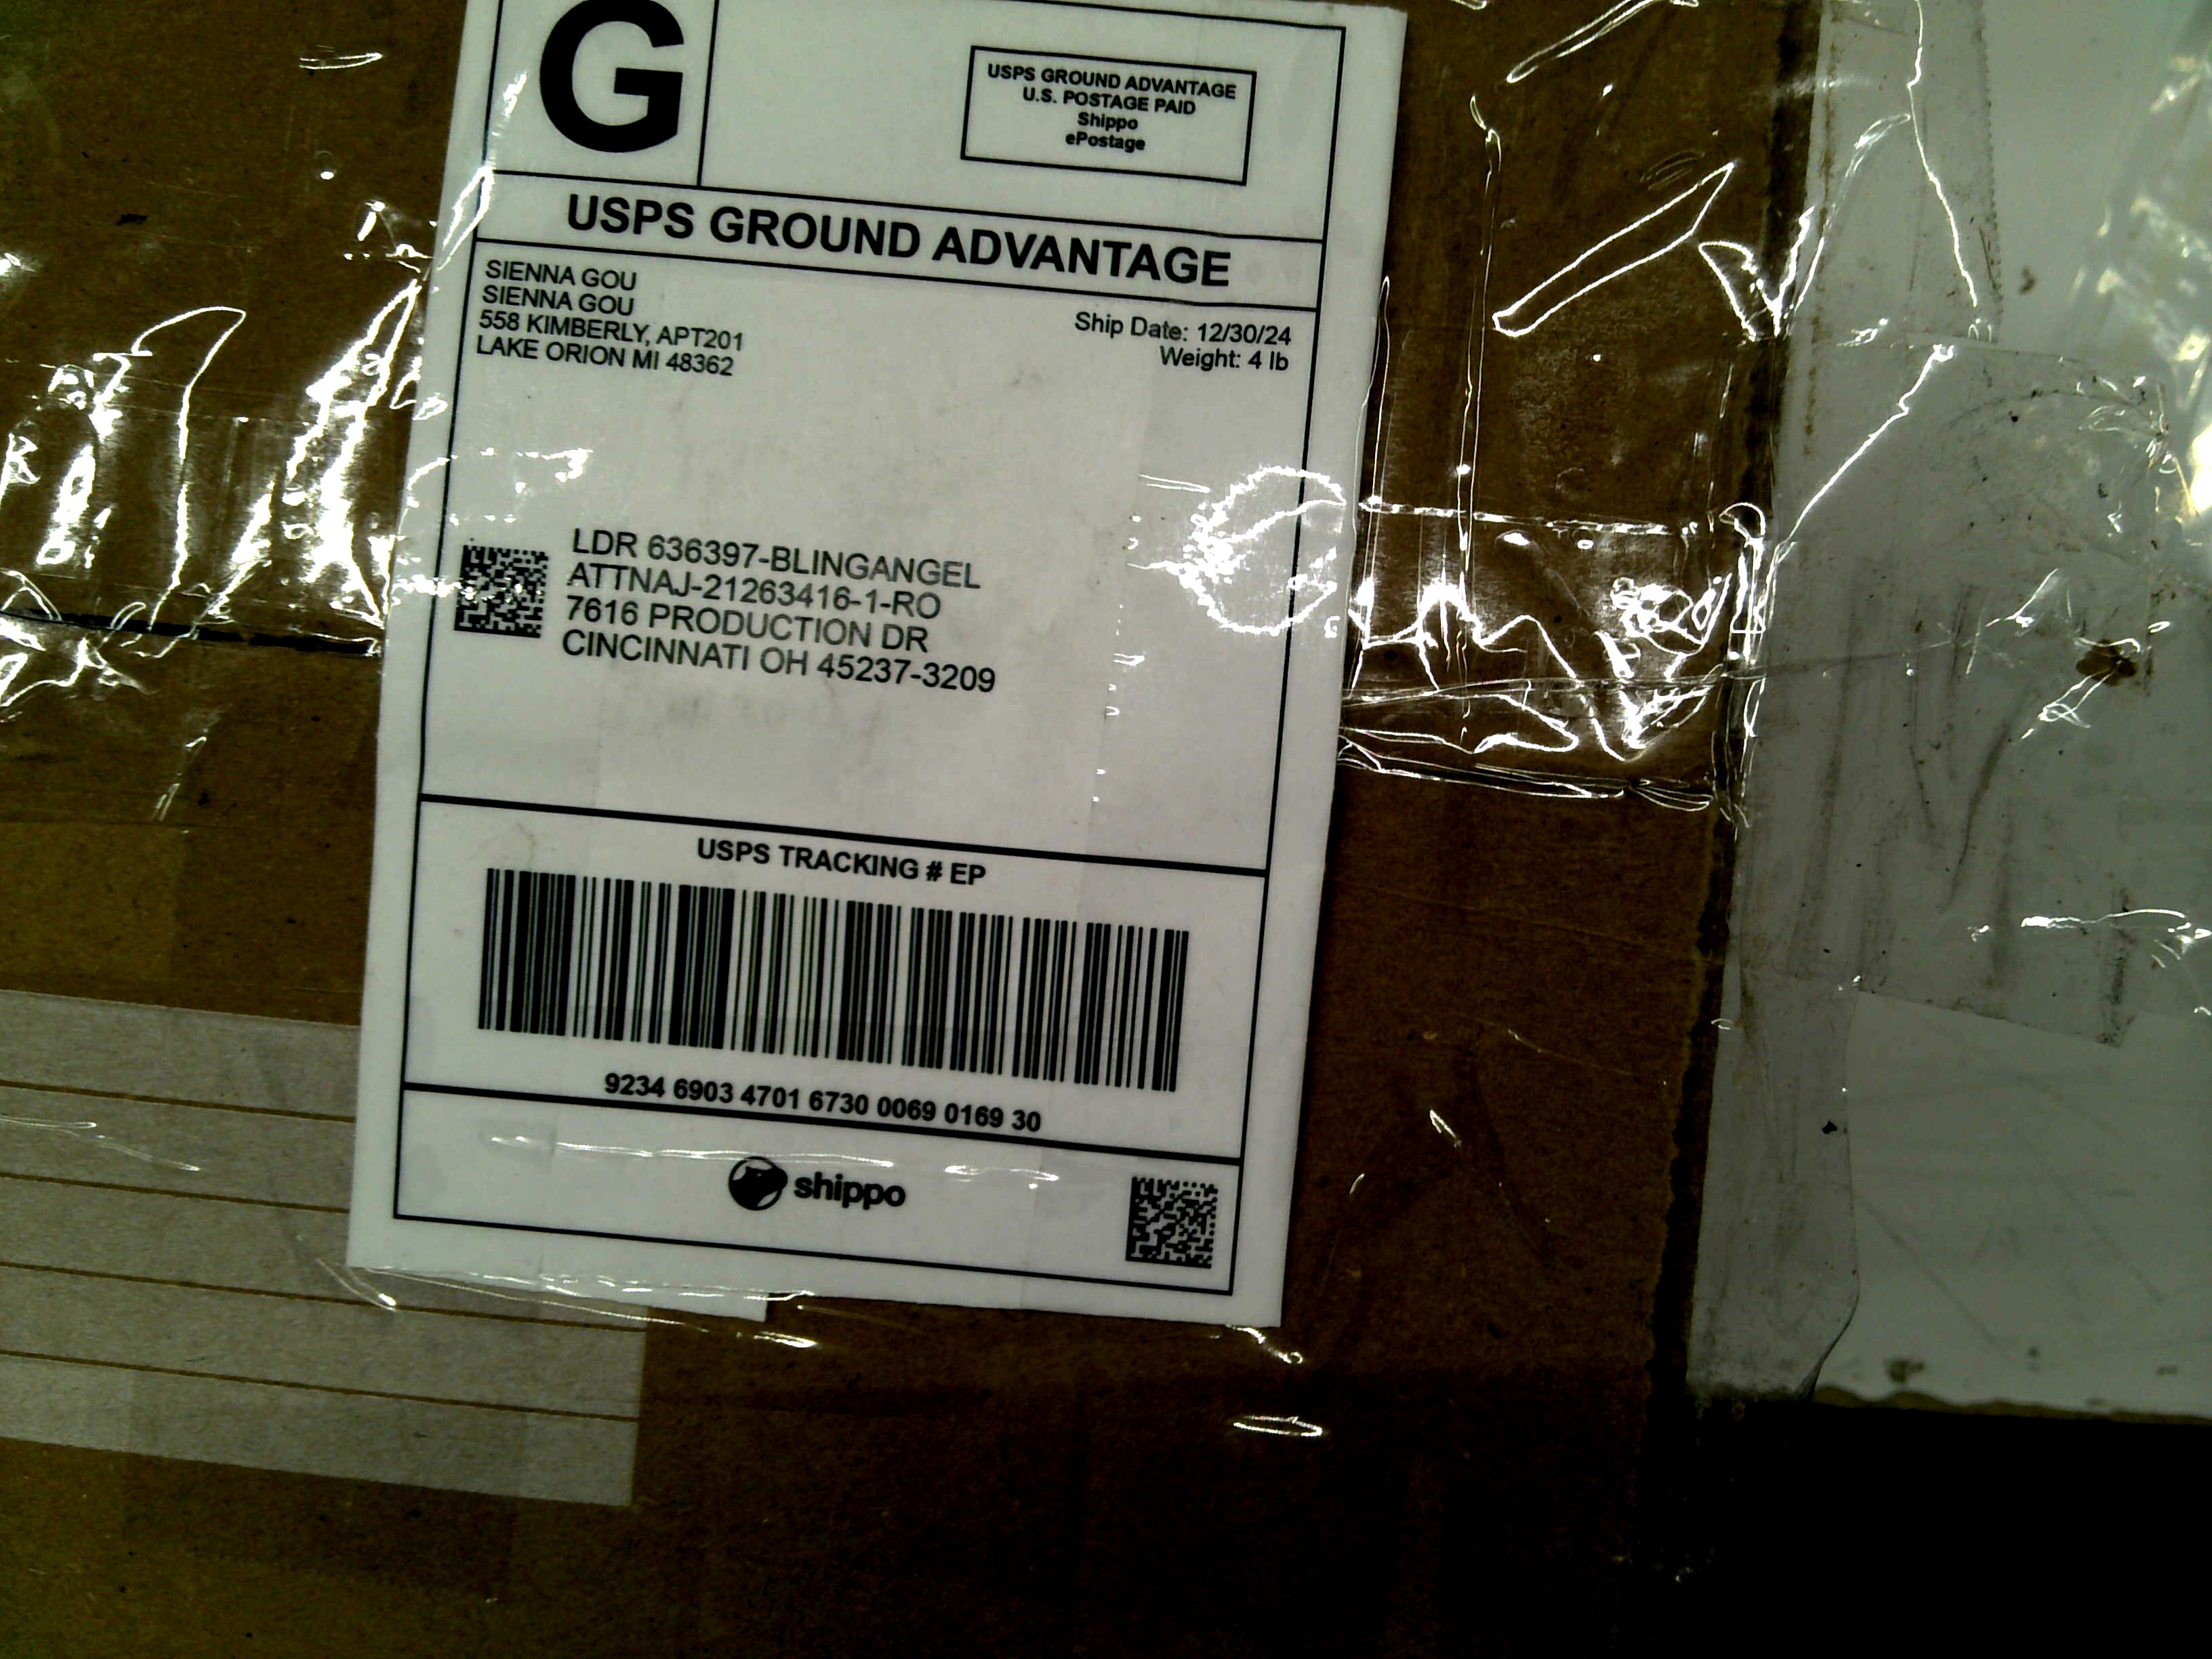 G
USPS GROUND ADVANTAGE
U.S. POSTAGE PAID
Shippo
ePostage
USPS GROUND ADVANTAGE
SIENNA GOU
SIENNA GOU
558 KIMBERLY, APT201
LAKE ORION MI 48362
Ship Date: 12/30/24
Weight: 4 lb
LDR 636397-BLINGANGEL
ATTNAJ-21263416-1-RO
7616 PRODUCTION DR
CINCINNATI OH 45237-3209
USPS TRACKING # EP
9234 6903 4701 6730 0069 0169 30
shippo